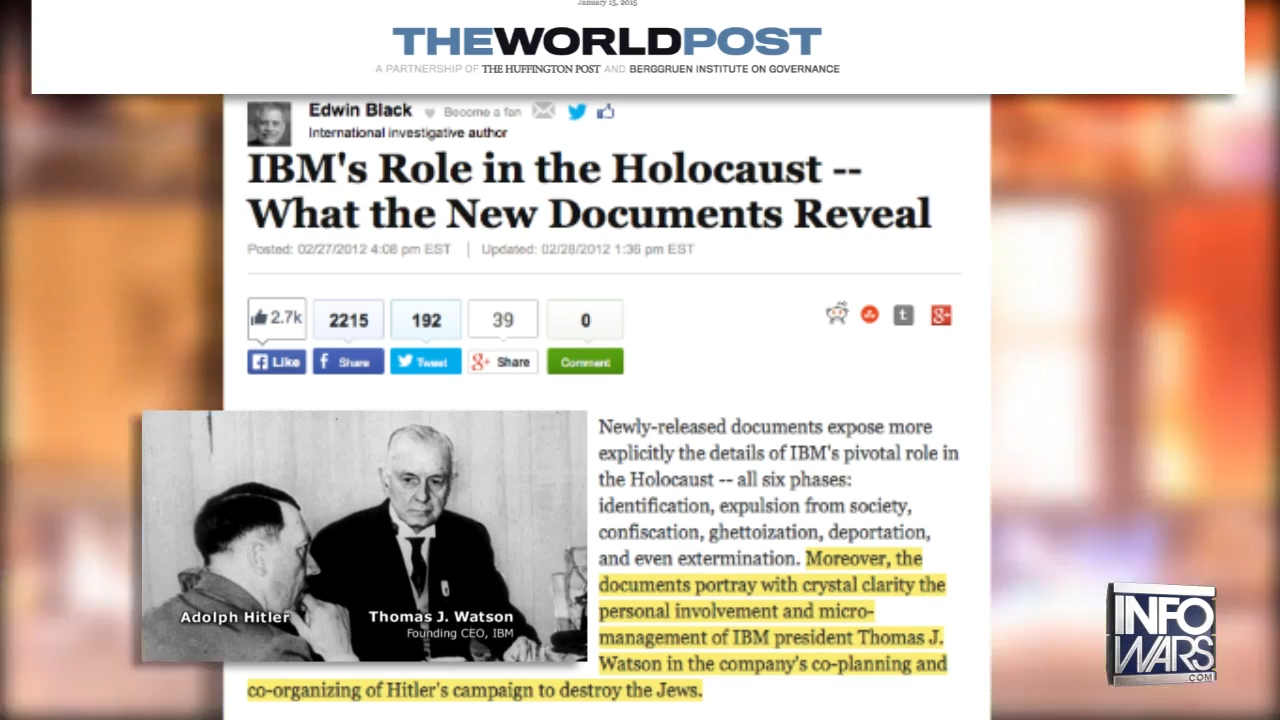 January 15, 2015
THEWORLDPOST
A PARTNERSHIP OF THE HUFFINGTON POST AND BERGGRUEN INSTITUTE ON GOVERNANCE
Edwin Black Become a fan
International investigative author
IBM's Role in the Holocaust --
What the New Documents Reveal
Posted: 02/27/2012 4:08 pm EST | Updated: 02/28/2012 1:36 pm EST
2.7k 2215 192 39 0
Like Share Tweet Share Comment
Newly-released documents expose more
explicitly the details of IBM's pivotal role in
the Holocaust -- all six phases:
identification, expulsion from society,
confiscation, ghettoization, deportation,
and even extermination. Moreover, the
documents portray with crystal clarity the
personal involvement and micro-
management of IBM president Thomas J.
Watson in the company's co-planning and
co-organizing of Hitler's campaign to destroy the Jews.
Adolph Hitler
Thomas J. Watson
Founding CEO, IBM
INFO
WARS
.COM